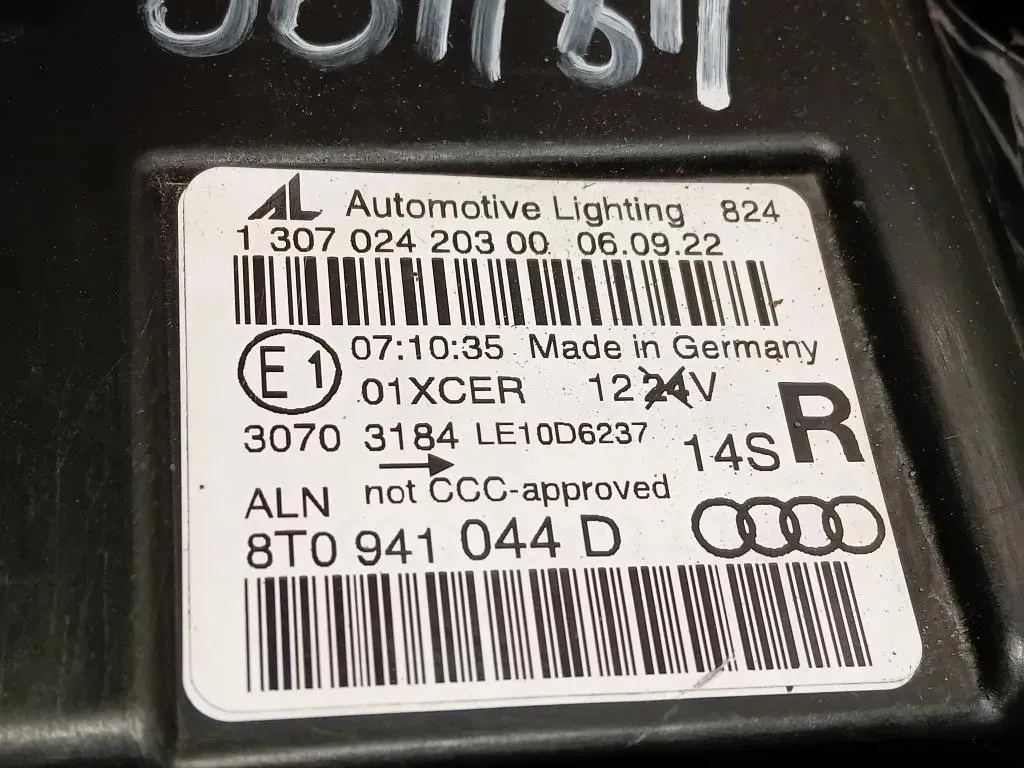 AL Automotive Lighting 824
1 307 024 203 00 06.09.22
E1 07:10:35 Made in Germany
01XCER 12 24V
3070 3184 LE10D6237 14S R
not CCC-approved
ALN
8T0 941 044 D